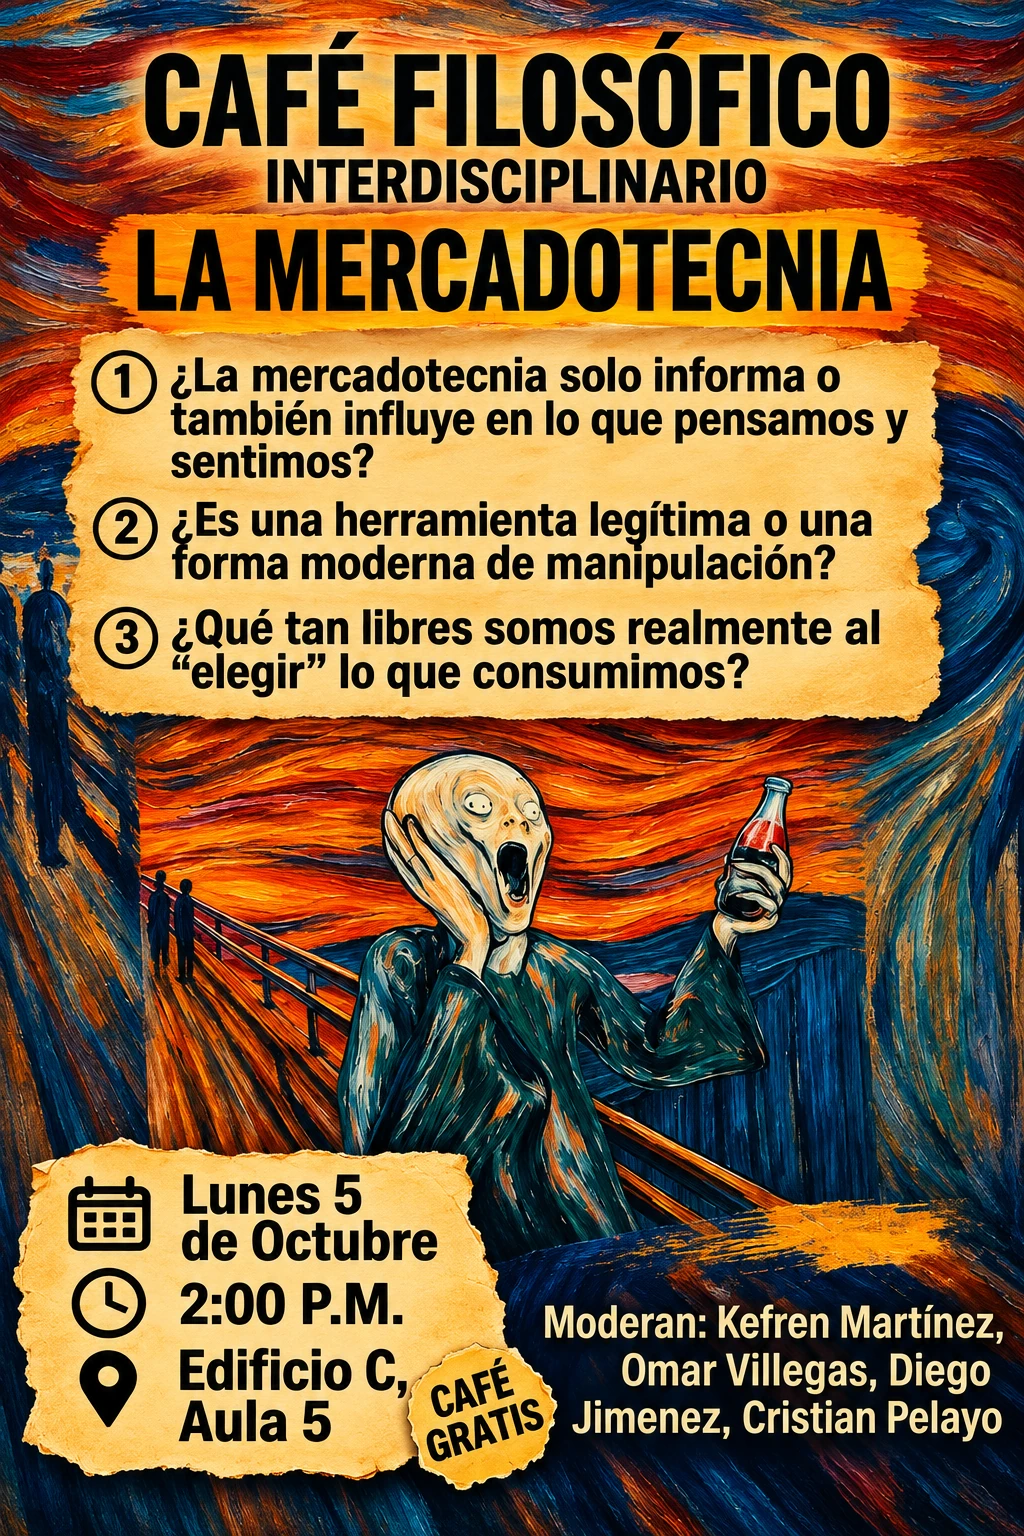 CAFÉ FILOSÓFICO
INTERDISCIPLINARIO
LA MERCADOTECNIA
1 ¿La mercadotecnia solo informa o
también influye en lo que pensamos y
sentimos?
2 ¿Es una herramienta legítima o una
forma moderna de manipulación?
3 ¿Qué tan libres somos realmente al
“elegir” lo que consumimos?
Lunes 5
de Octubre
2:00 P.M.
Edificio C,
Aula 5
CAFÉ
GRATIS
Moderan: Kefren Martínez,
Omar Villegas, Diego
Jimenez, Cristian Pelayo